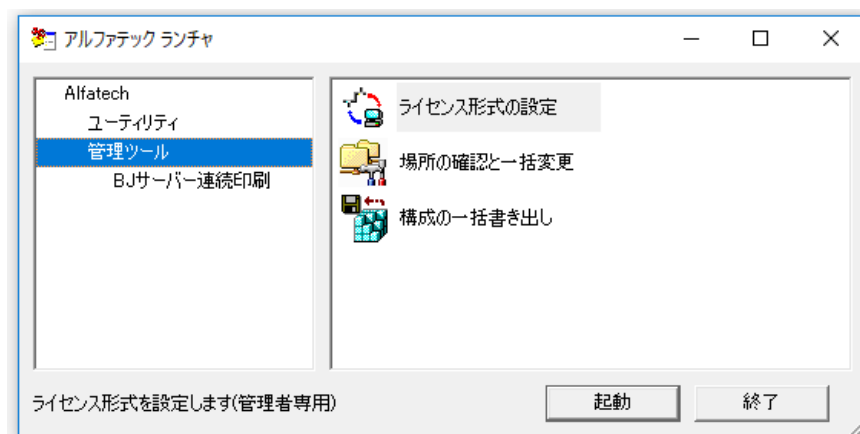 アルファテック ランチャ
Alfatech
ユーティリティ
管理ツール
BJサーバー連続印刷
ライセンス形式の設定
場所の確認と一括変更
構成の一括書き出し
ライセンス形式を設定します(管理者専用)
起動
終了